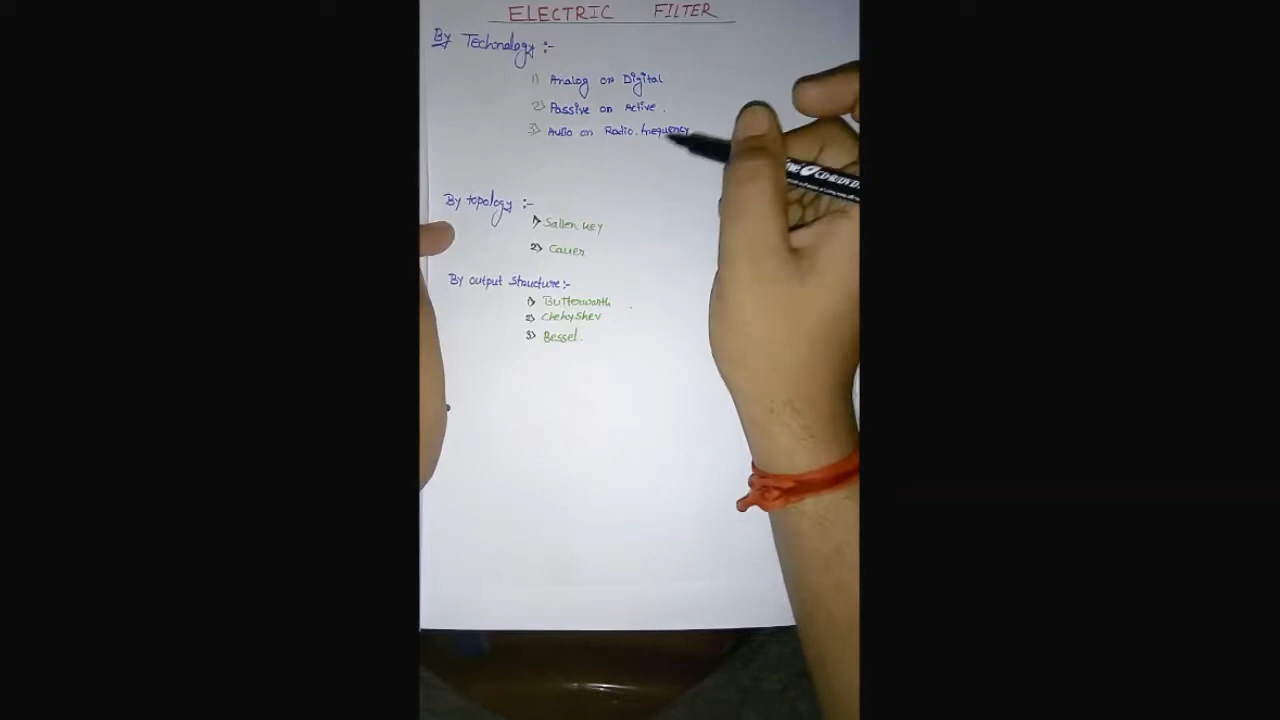 ELECTRIC FILTER
By Technology :-
1) Analog or Digital
2) Passive or Active .
3) Autio or Radio. frequency
By topology :-
1) Sallen key
2) Cauer
By output structure:-
1) Butterworth
2) Chebyshev
3) Bessel.